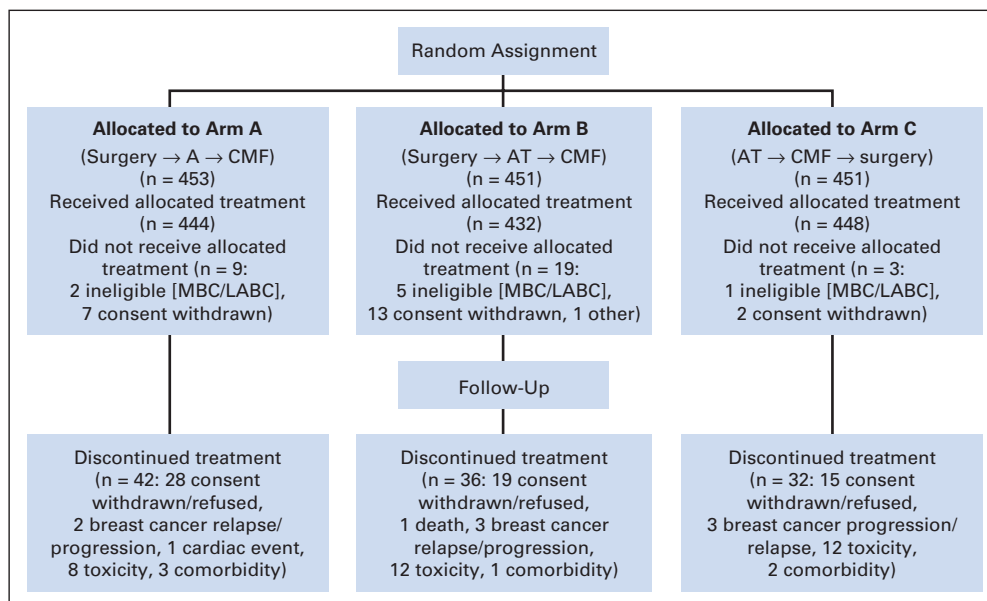 Random Assignment
Allocated to Arm A
(Surgery → A → CMF)
(n = 453)
Received allocated treatment
(n = 444)
Did not receive allocated
treatment (n = 9:
2 ineligible [MBC/LABC],
7 consent withdrawn)
Allocated to Arm B
(Surgery → AT → CMF)
(n = 451)
Received allocated treatment
(n = 432)
Did not receive allocated
treatment (n = 19:
5 ineligible [MBC/LABC],
13 consent withdrawn, 1 other)
Allocated to Arm C
(AT → CMF → surgery)
(n = 451)
Received allocated treatment
(n = 448)
Did not receive allocated
treatment (n = 3:
1 ineligible [MBC/LABC],
2 consent withdrawn)
Follow-Up
Discontinued treatment
(n = 42: 28 consent
withdrawn/refused,
2 breast cancer relapse/
progression, 1 cardiac event,
8 toxicity, 3 comorbidity)
Discontinued treatment
(n = 36: 19 consent
withdrawn/refused,
1 death, 3 breast cancer
relapse/progression,
12 toxicity, 1 comorbidity)
Discontinued treatment
(n = 32: 15 consent
withdrawn/refused,
3 breast cancer progression/
relapse, 12 toxicity,
2 comorbidity)